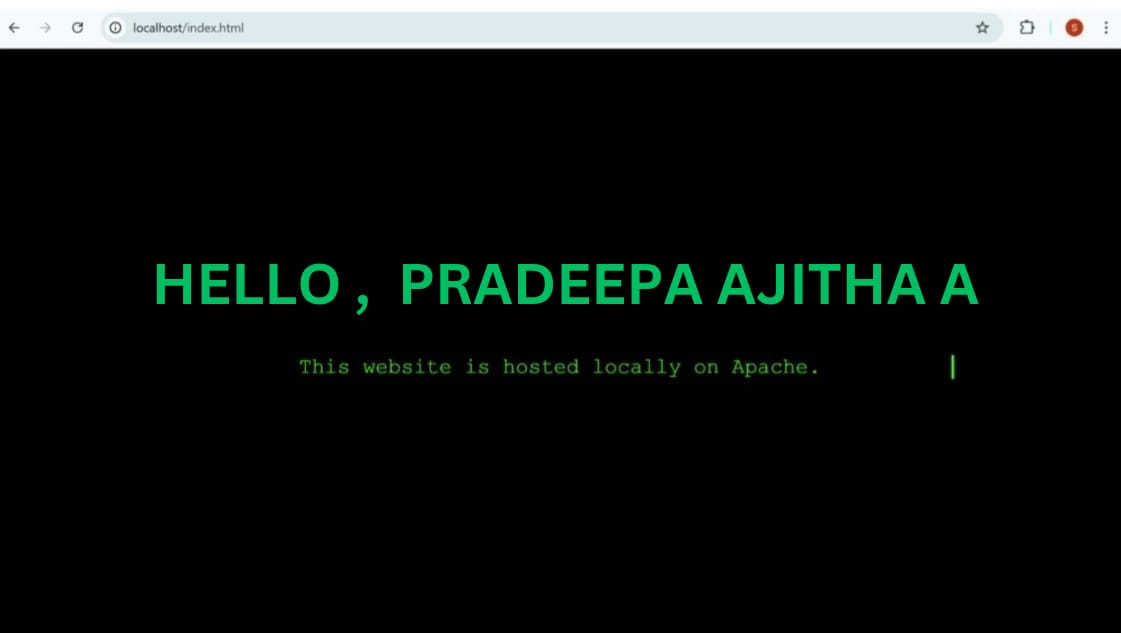 localhost/index.html
S
HELLO , PRADEEPA AJITHA A
This website is hosted locally on Apache.